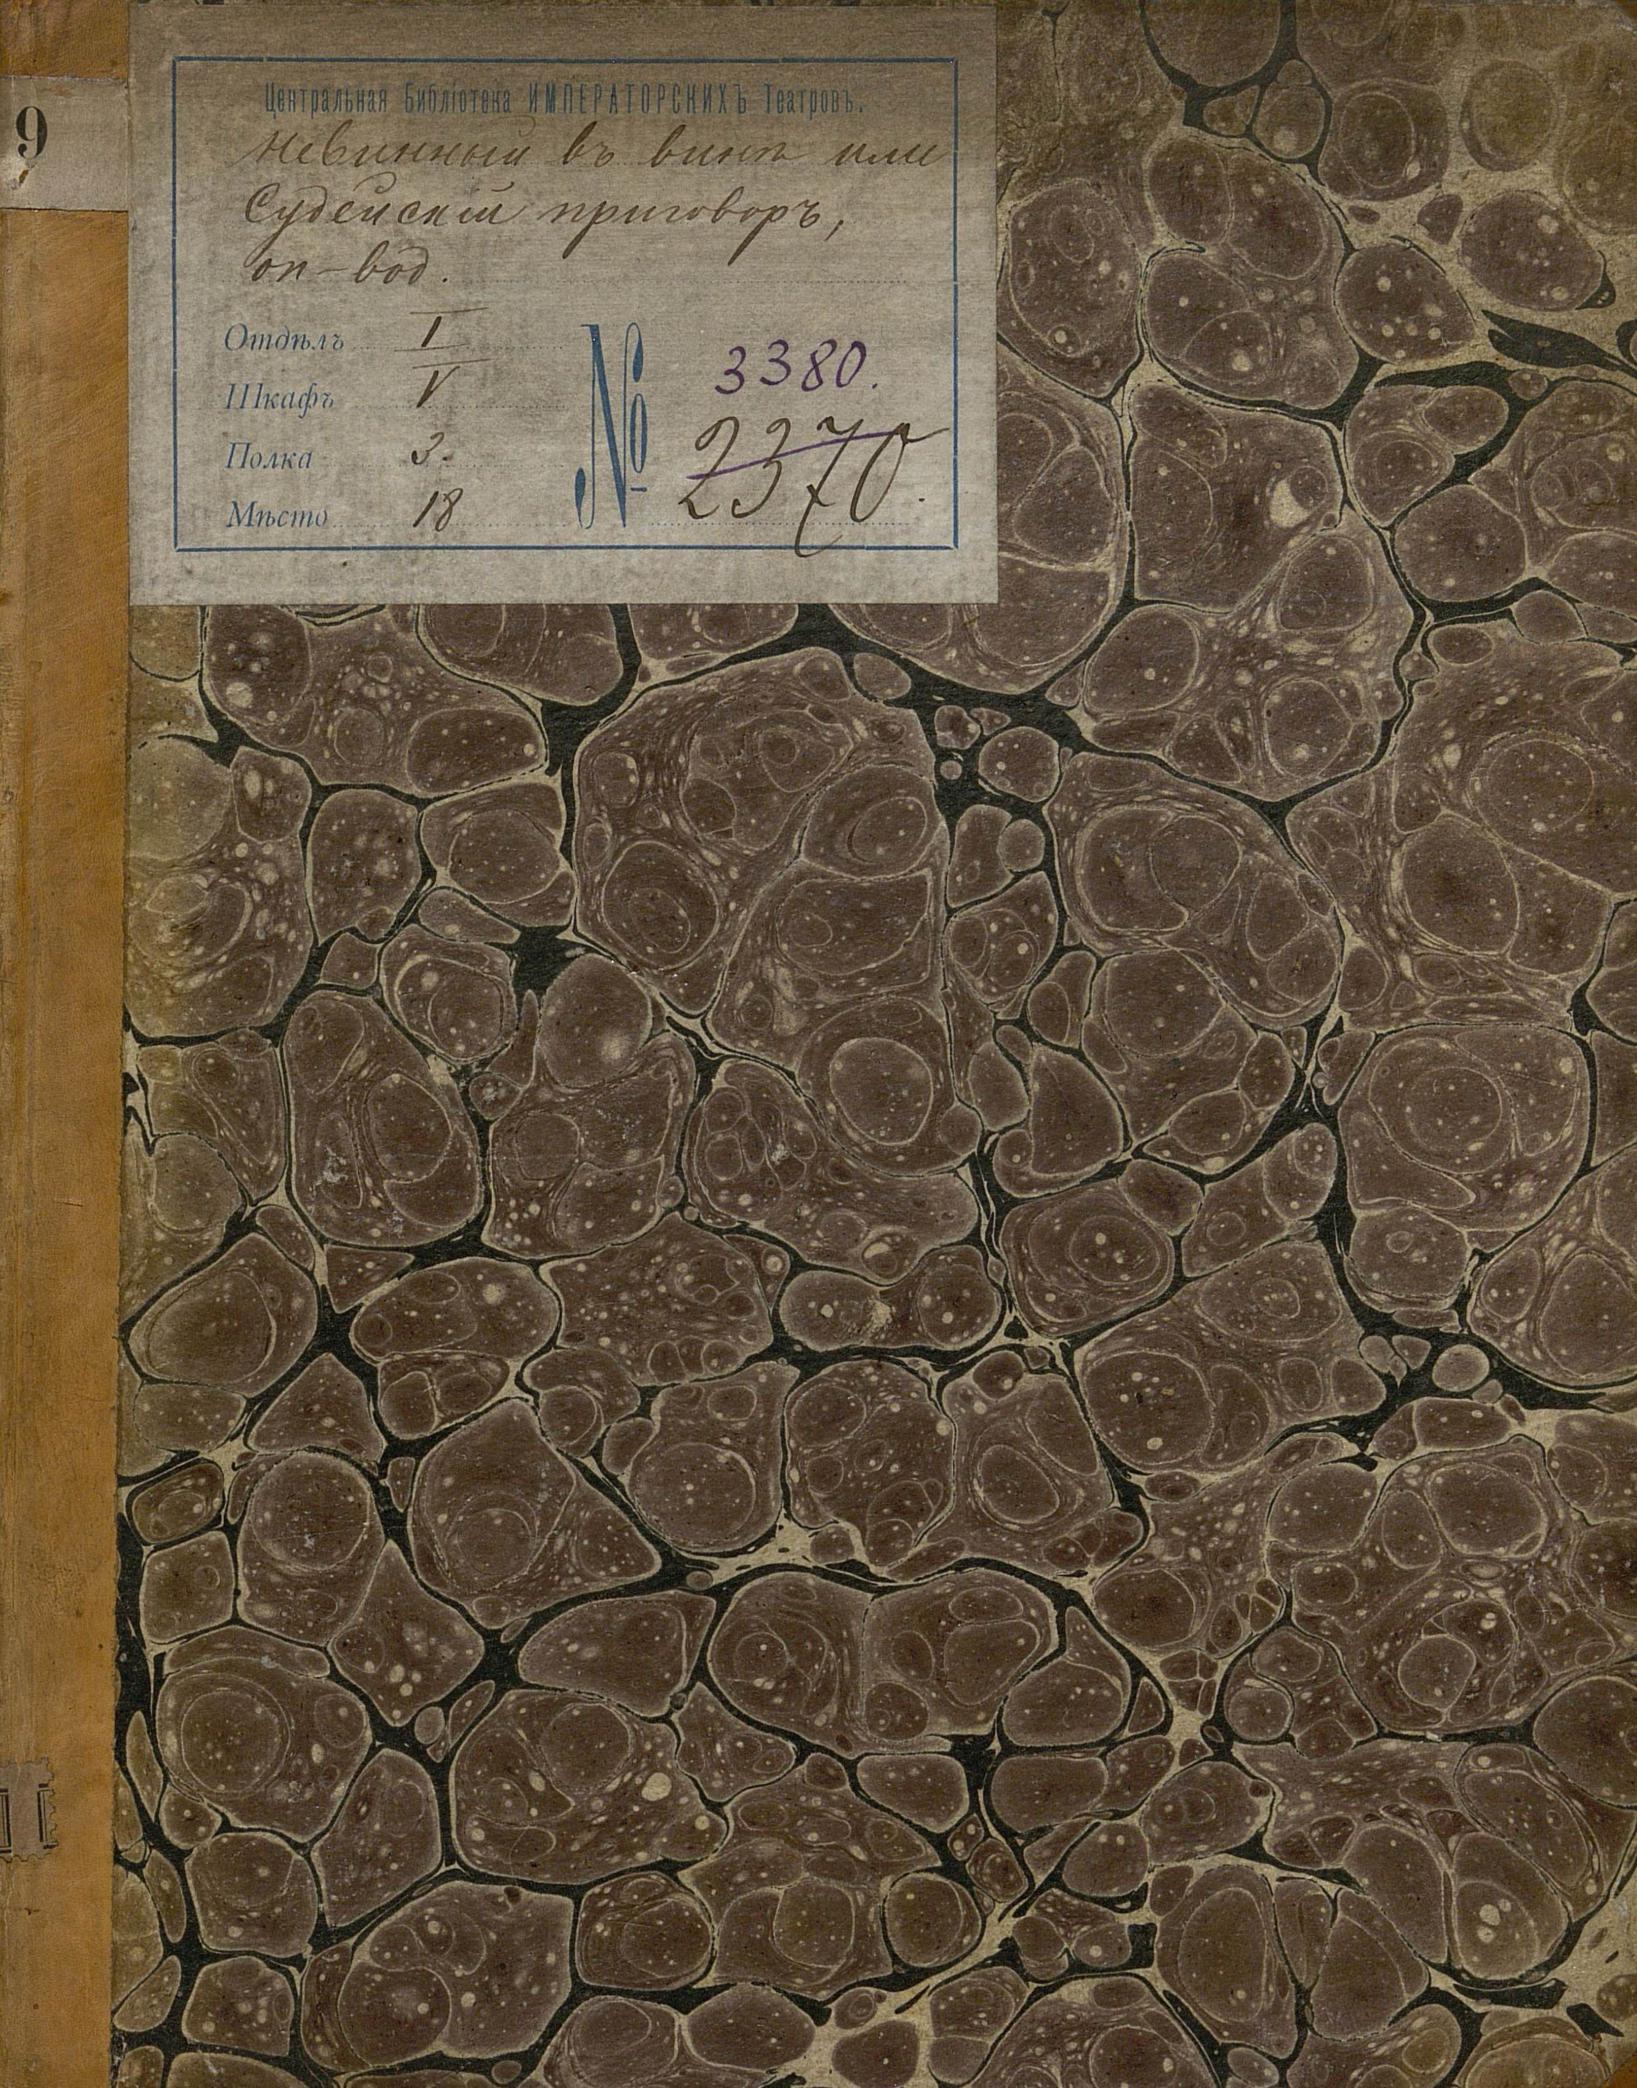 Центральная Библіотека ИМПЕРАТОРСКИХЪ Театровъ.
Невинный въ винѣ или
Судейскій приговоръ,
оп-вод.
Отдѣлъ I
Шкафъ V
Полка 3.
Мѣсто 18
№ 3380.
2370.
9